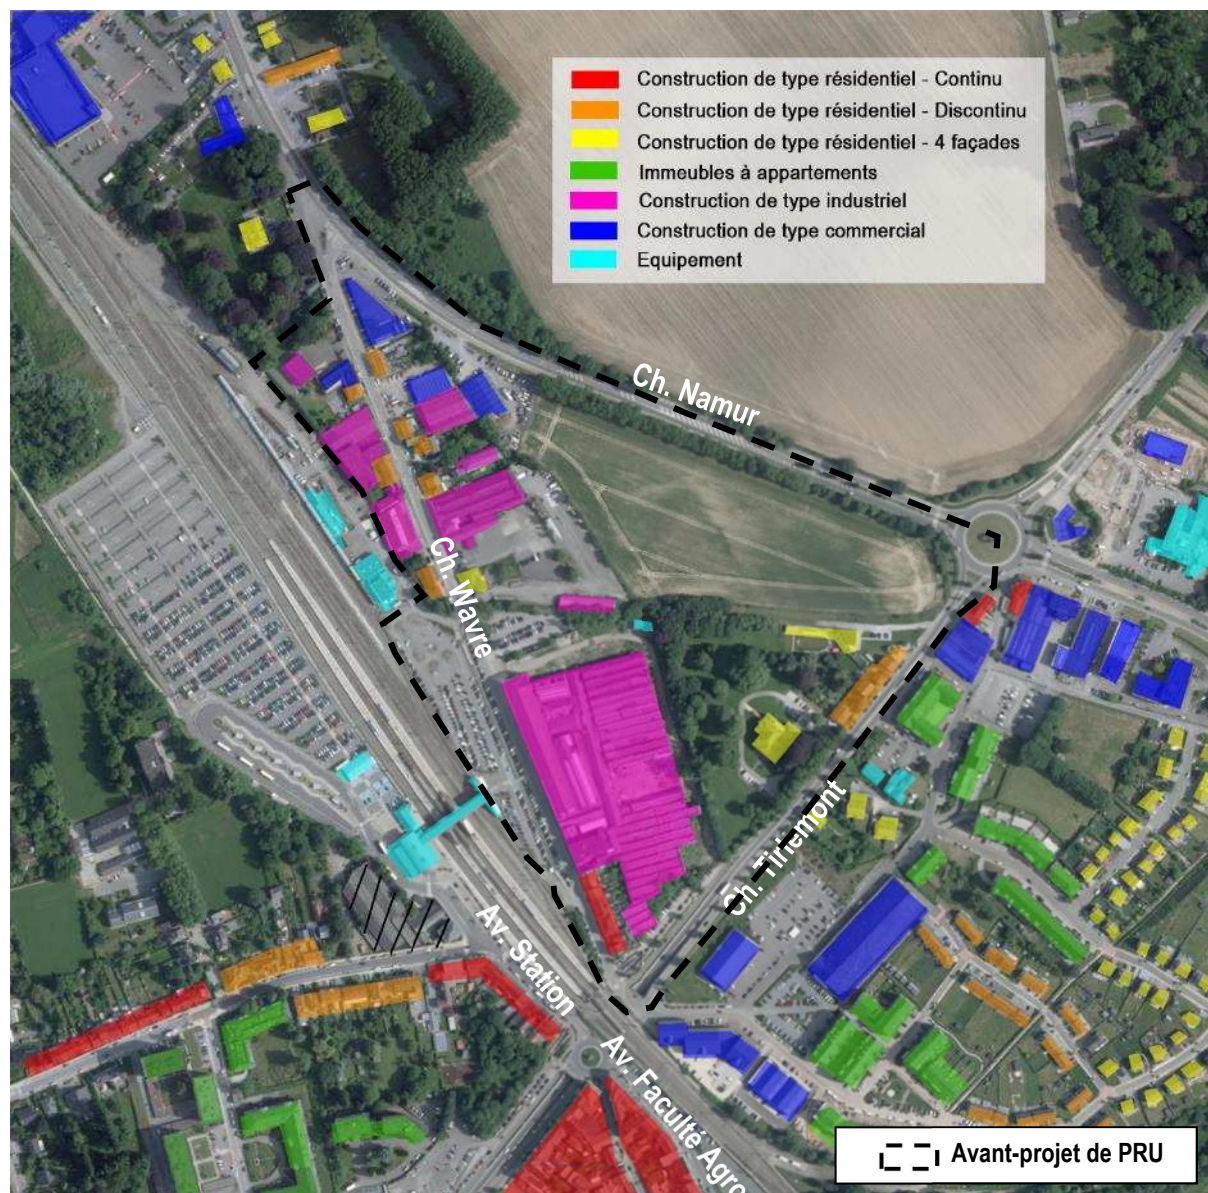 Construction de type résidentiel - Continu
Construction de type résidentiel - Discontinu
Construction de type résidentiel - 4 façades
Immeubles à appartements
Construction de type industriel
Construction de type commercial
Equipement
Ch. Namur
Ch. Wavre
Ch. Tirlemont
Av. Station
Av. Faculté Agro
Avant-projet de PRU